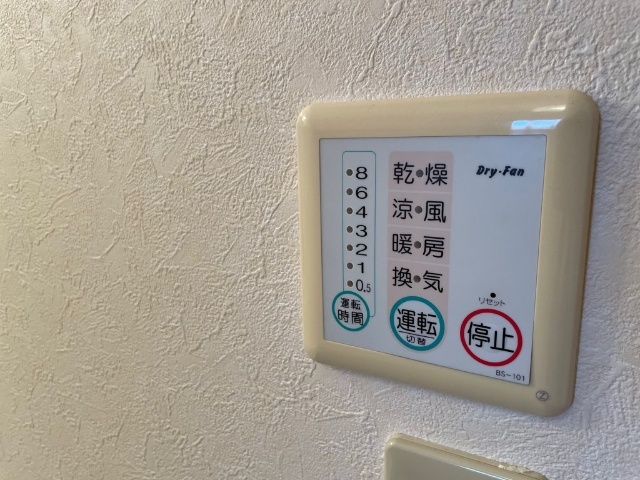 Dry・Fan
8
6
4
3
2
1
0.5
乾・燥
涼・風
暖・房
換・気
運転
時間
運転
切替
リセット
停止
BS-101
Z